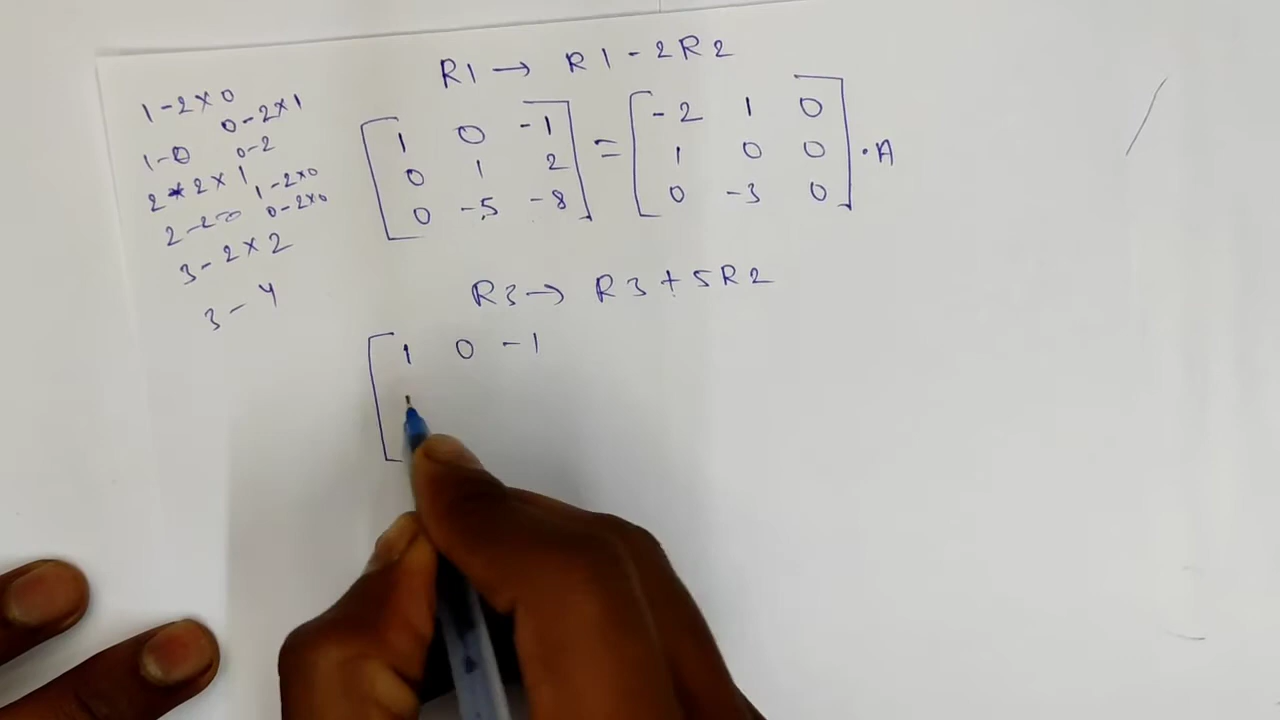 R1 → R1 - 2R2
1 - 2 × 0
0 - 2 × 1
1 - 0
0 - 2
2 × 2 × 1
1 - 2×0
2 - 2=0
0 - 2×0
3 - 2 × 2
3 - 4
[ 1 0 -1 ] = [ -2 1 0 ]
[ 0 1 2 ] [ 1 0 0 ] . A
[ 0 -5 -8 ] [ 0 -3 0 ]
R3 → R3 + 5R2
[ 1 0 -1